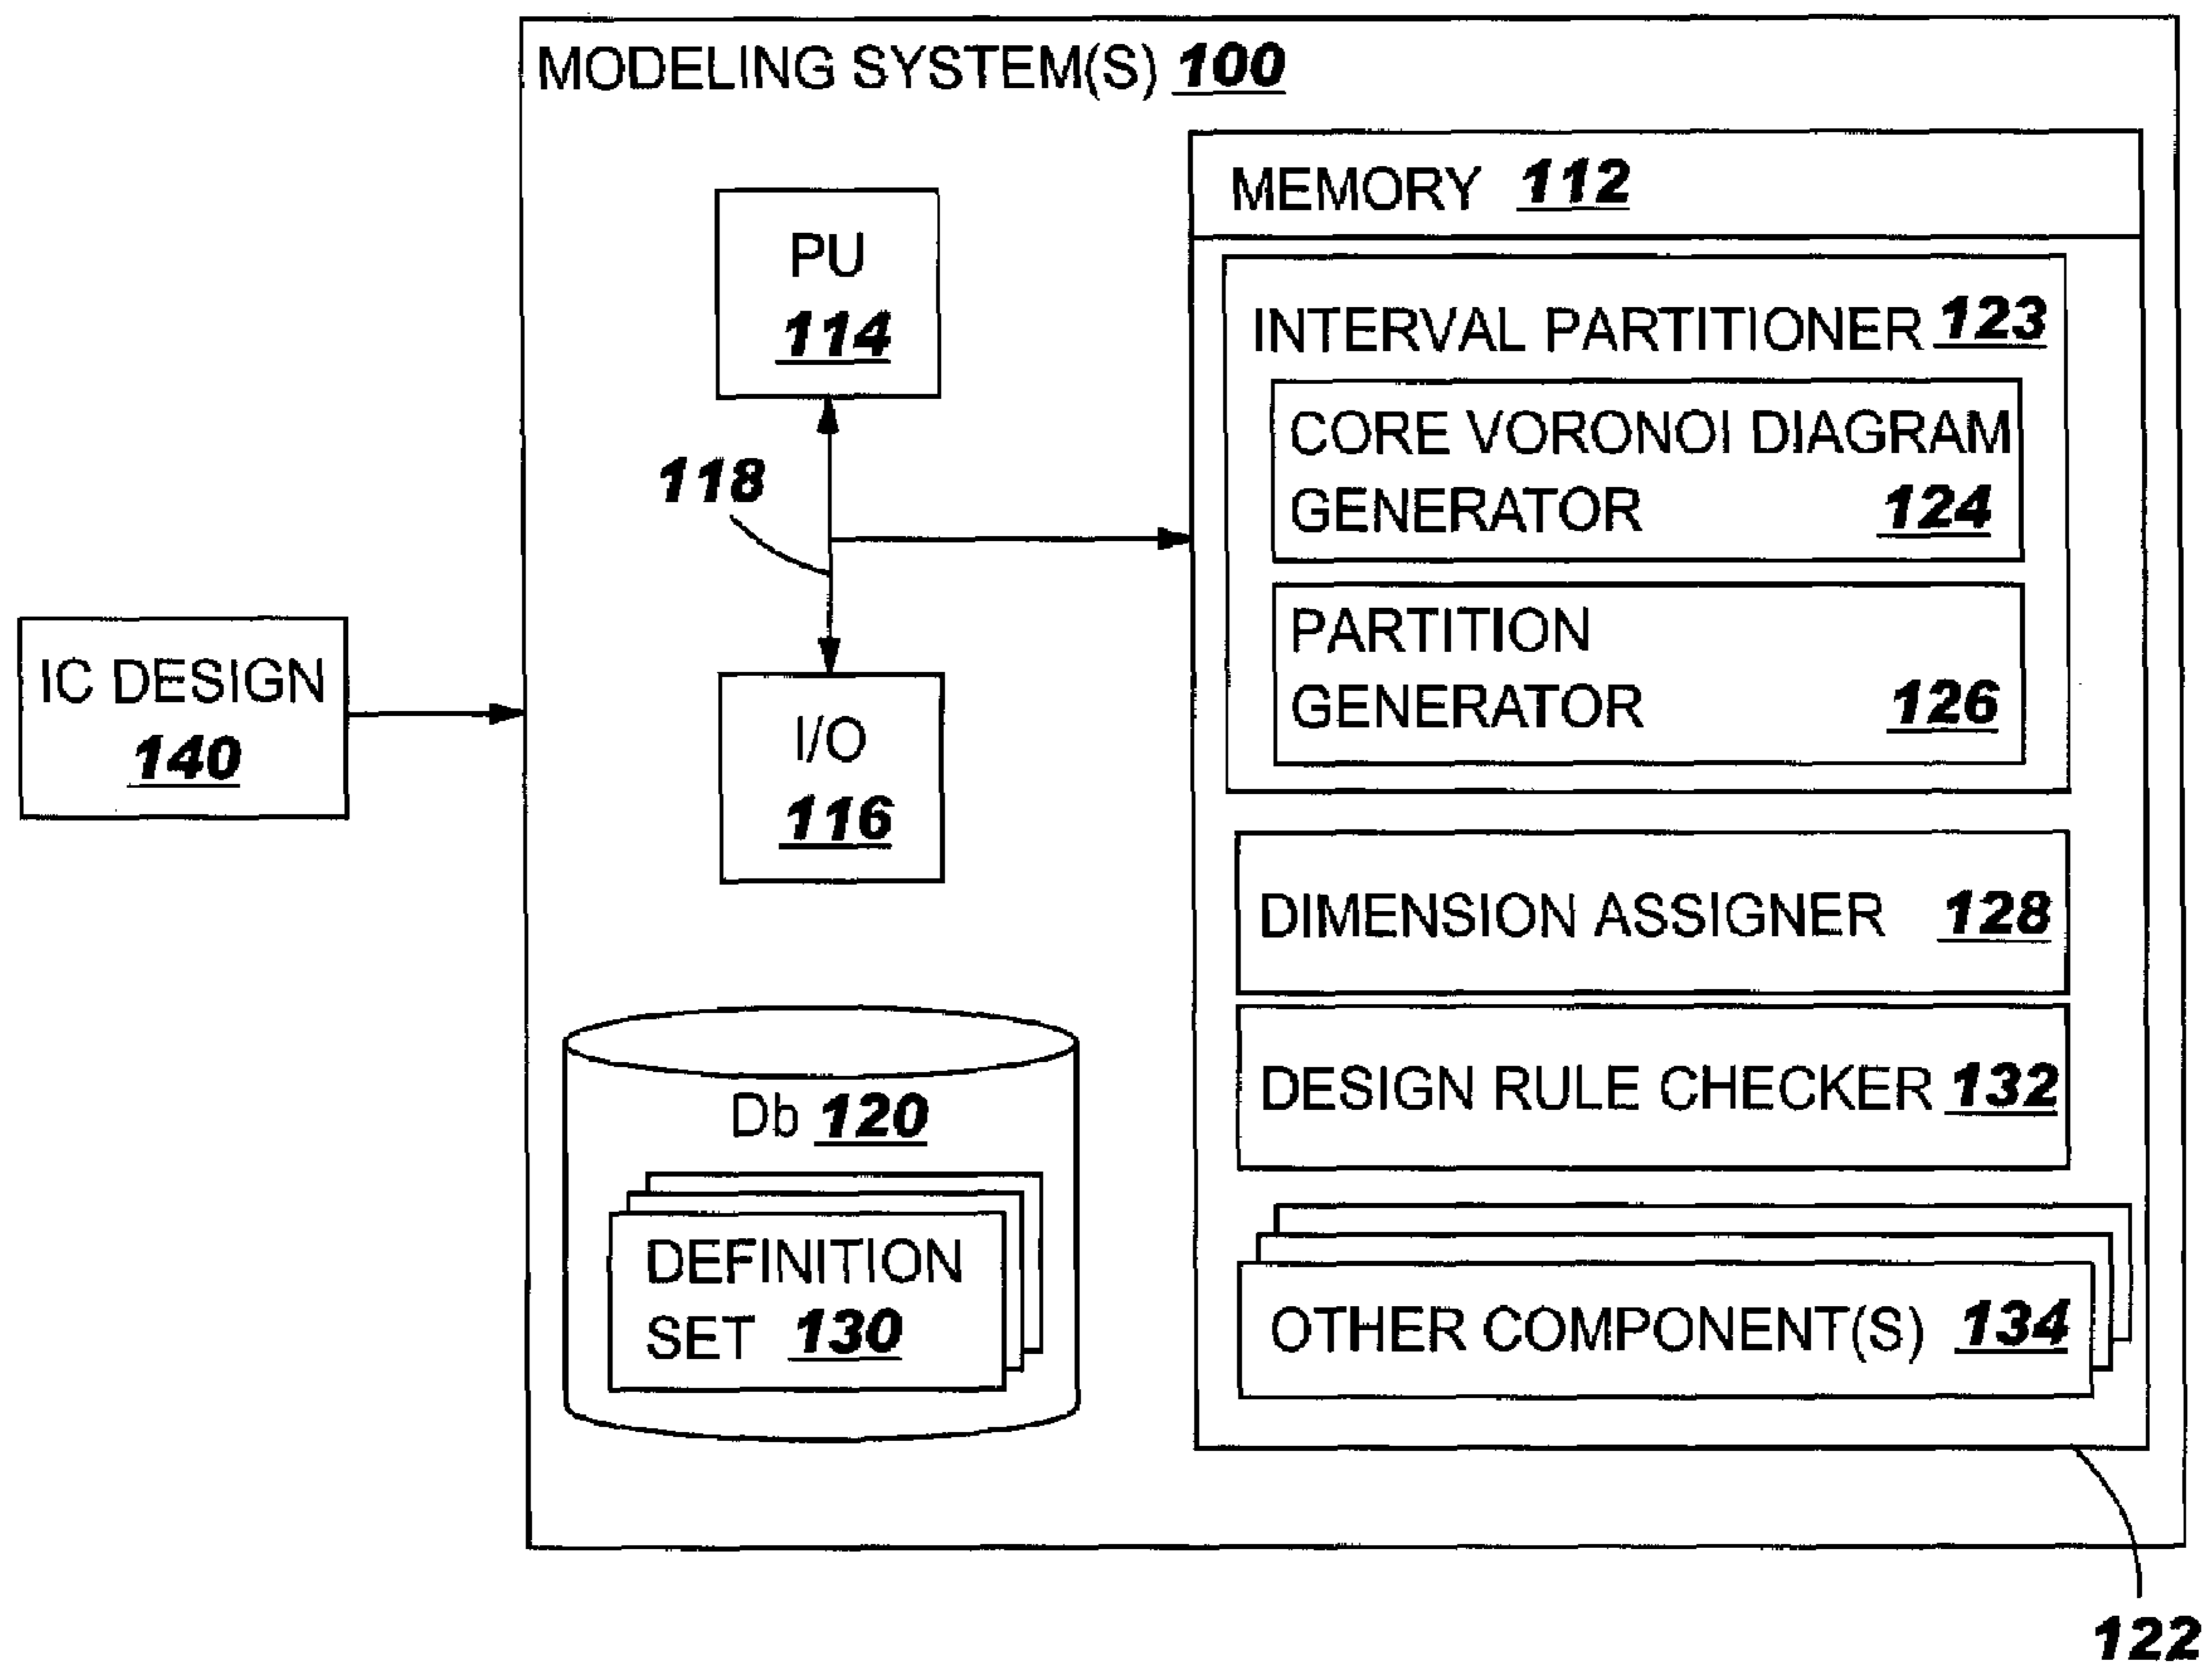 MODELING SYSTEM(S) 100
MEMORY 112
PU
114
INTERVAL PARTITIONER 123
CORE VORONOI DIAGRAM
GENERATOR 124
118
PARTITION
GENERATOR 126
IC DESIGN
140
I/O
116
DIMENSION ASSIGNER 128
DESIGN RULE CHECKER 132
Db 120
DEFINITION
SET 130
OTHER COMPONENT(S) 134
122